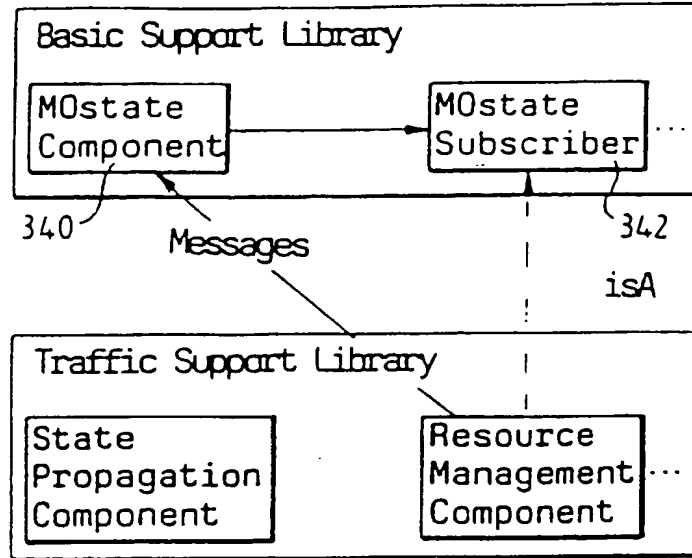 Basic Support Library
MOstate
Component
MOstate
Subscriber
...
340
Messages
342
isA
Traffic Support Library
State
Propagation
Component
Resource
Management
Component
...